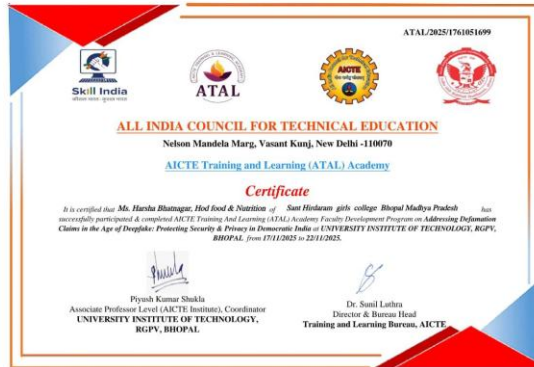 ATAL/2025/1761051699
Skill India
कौशल भारत - कुशल भारत
ATAL
AICTE
ALL INDIA COUNCIL FOR TECHNICAL EDUCATION
Nelson Mandela Marg, Vasant Kunj, New Delhi -110070
AICTE Training and Learning (ATAL) Academy
Certificate
It is certified that Ms. Harsha Bhatnagar, Hod food & Nutrition of Sant Hirdaram girls college Bhopal Madhya Pradesh has
successfully participated & completed AICTE Training And Learning (ATAL) Academy Faculty Development Program on Addressing Defamation
Claims in the Age of Deepfake: Protecting Security & Privacy in Democratic India at UNIVERSITY INSTITUTE OF TECHNOLOGY, RGPV,
BHOPAL from 17/11/2025 to 22/11/2025.
Piyush Kumar Shukla
Associate Professor Level (AICTE Institute), Coordinator
UNIVERSITY INSTITUTE OF TECHNOLOGY,
RGPV, BHOPAL
Dr. Sunil Luthra
Director & Bureau Head
Training and Learning Bureau, AICTE